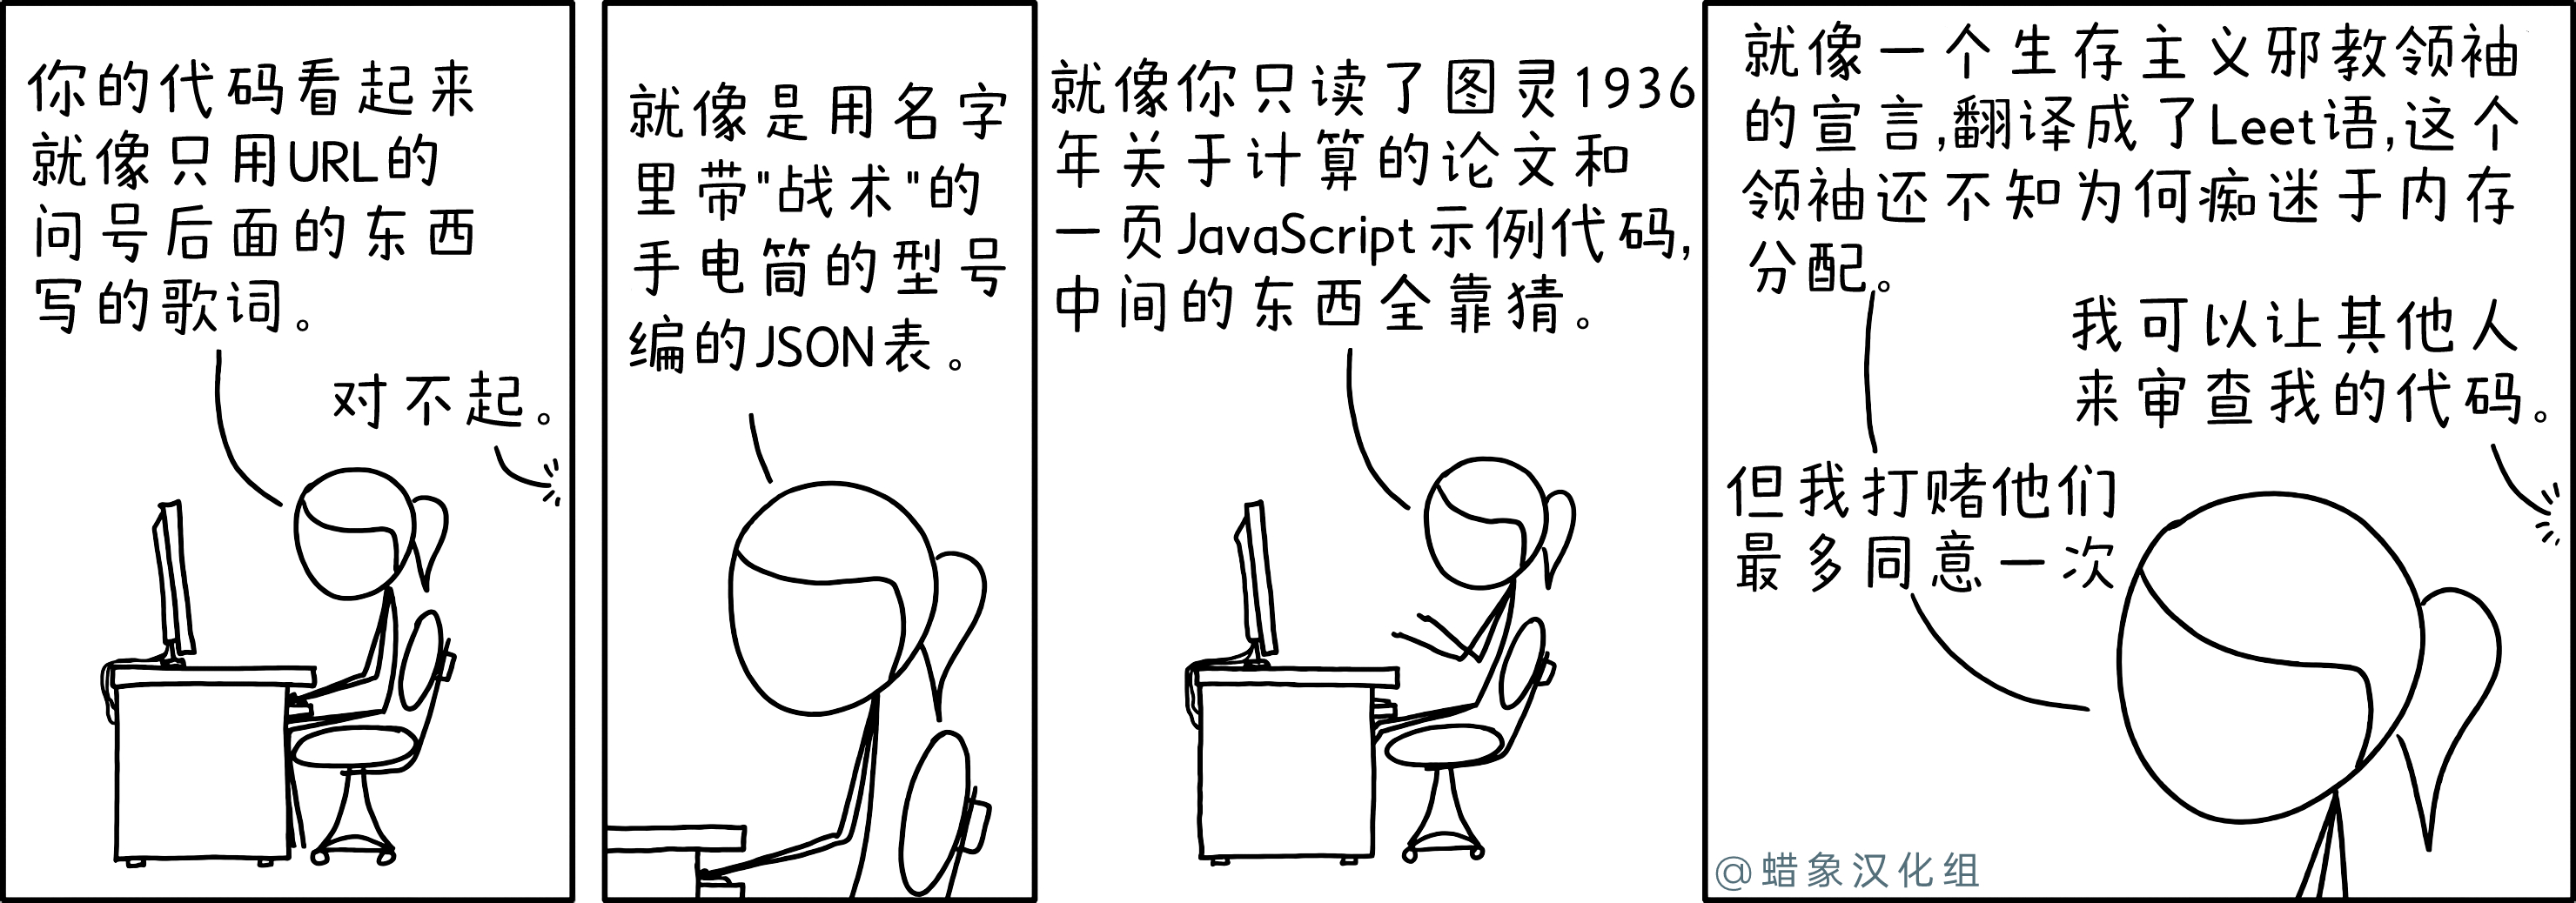 你的代码看起来
就像只用URL的
问号后面的东西
写的歌词。
对不起。
就像是用名字
里带"战术"的
手电筒的型号
编的JSON表。
就像你只读了图灵1936
年关于计算的论文和
一页JavaScript示例代码,
中间的东西全靠猜。
就像一个生存主义邪教领袖
的宣言,翻译成了Leet语,这个
领袖还不知为何痴迷于内存
分配。
我可以让其他人
来审查我的代码。
但我打赌他们
最多同意一次
@蜡象汉化组